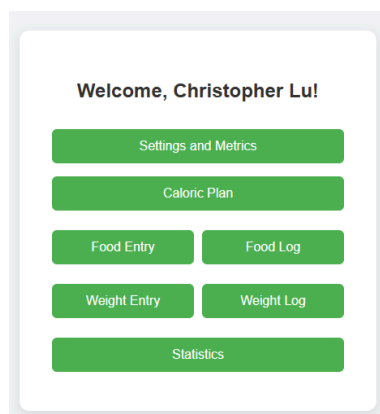 Welcome, Christopher Lu!
Settings and Metrics
Caloric Plan
Food Entry Food Log
Weight Entry Weight Log
Statistics